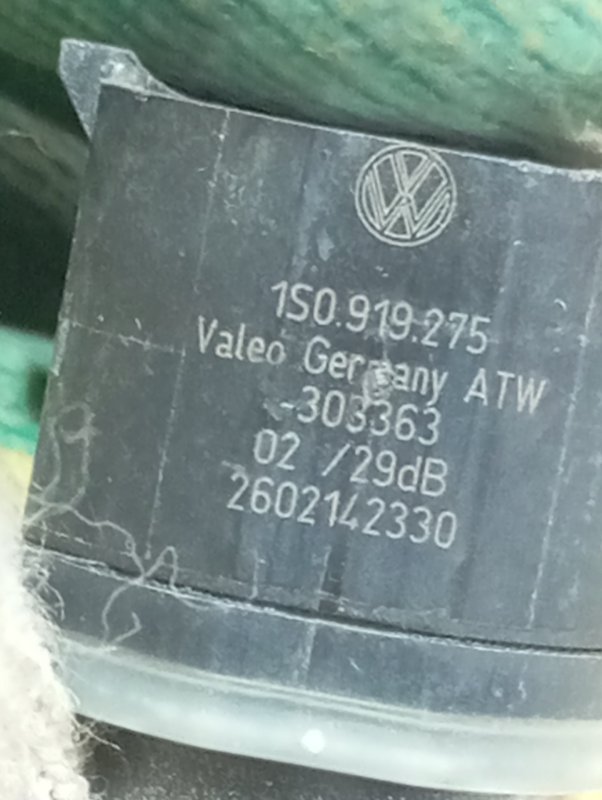 1S0.919.275
Valeo Germany ATW
-303363
02 /29dB
2602142330